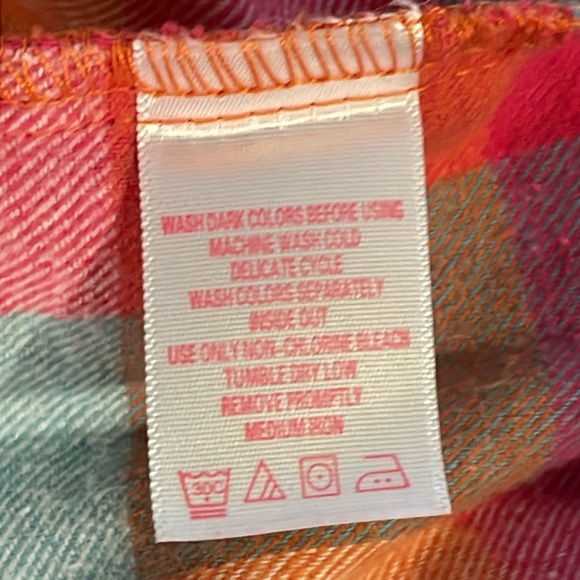 WASH DARK COLORS BEFORE USING
MACHINE WASH COLD
DELICATE CYCLE
WASH COLORS SEPARATELY
INSIDE OUT
USE ONLY NON-CHLORINE BLEACH
TUMBLE DRY LOW
REMOVE PROMPTLY
MEDIUM IRON
30C